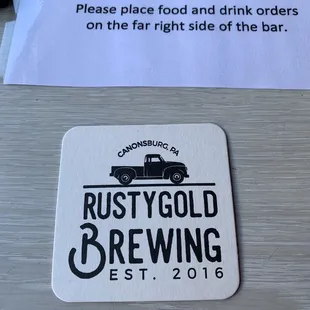 Please place food and drink orders
on the far right side of the bar.
CANONSBURG, PA
RUSTYGOLD
BREWING
EST. 2016